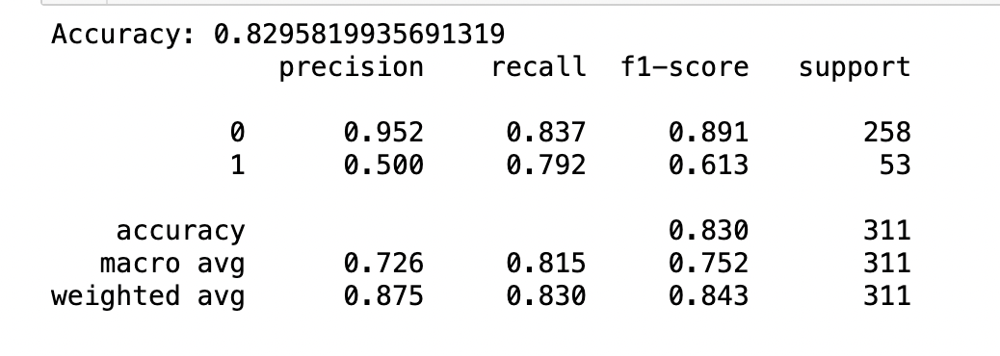 Accuracy: 0.8295819935691319
precision recall f1-score support
0 0.952 0.837 0.891 258
1 0.500 0.792 0.613 53
accuracy 0.830 311
macro avg 0.726 0.815 0.752 311
weighted avg 0.875 0.830 0.843 311